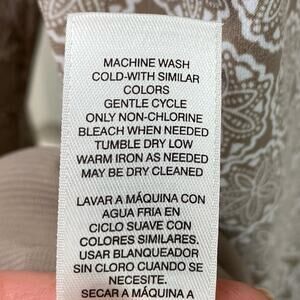 MACHINE WASH
COLD-WITH SIMILAR
COLORS
GENTLE CYCLE
ONLY NON-CHLORINE
BLEACH WHEN NEEDED
TUMBLE DRY LOW
WARM IRON AS NEEDED
MAY BE DRY CLEANED
LAVAR A MÁQUINA CON
AGUA FRIA EN
CICLO SUAVE CON
COLORES SIMILARES.
USAR BLANQUEADOR
SIN CLORO CUANDO SE
NECESITE.
SECAR A MÁQUINA A